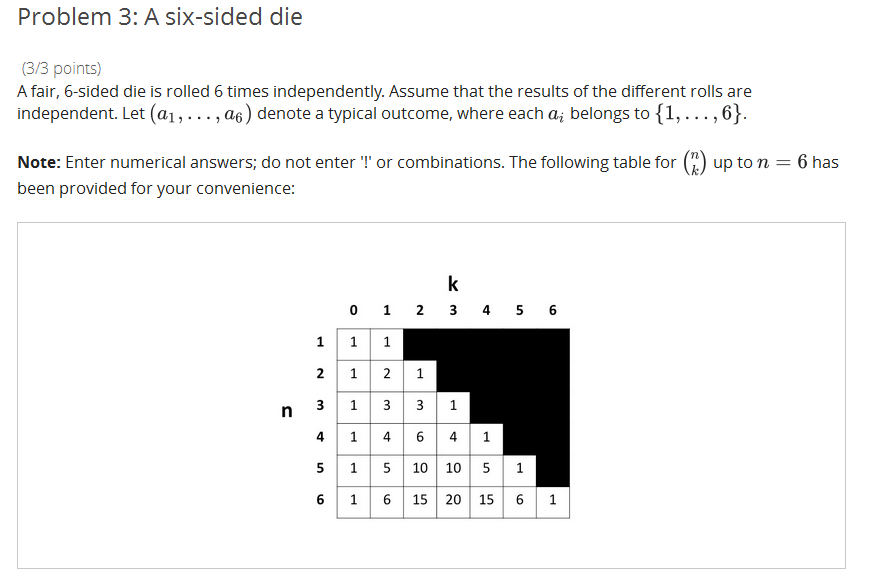 Problem 3: A six-sided die
(3/3 points)
A fair, 6-sided die is rolled 6 times independently. Assume that the results of the different rolls are
independent. Let (a₁, . . . , a₆) denote a typical outcome, where each aᵢ belongs to {1, . . . , 6}.
Note: Enter numerical answers; do not enter '!' or combinations. The following table for (n k) up to n = 6 has
been provided for your convenience:
k
0 1 2 3 4 5 6
1 1 1
2 1 2 1
n
3 1 3 3 1
4 1 4 6 4 1
5 1 5 10 10 5 1
6 1 6 15 20 15 6 1